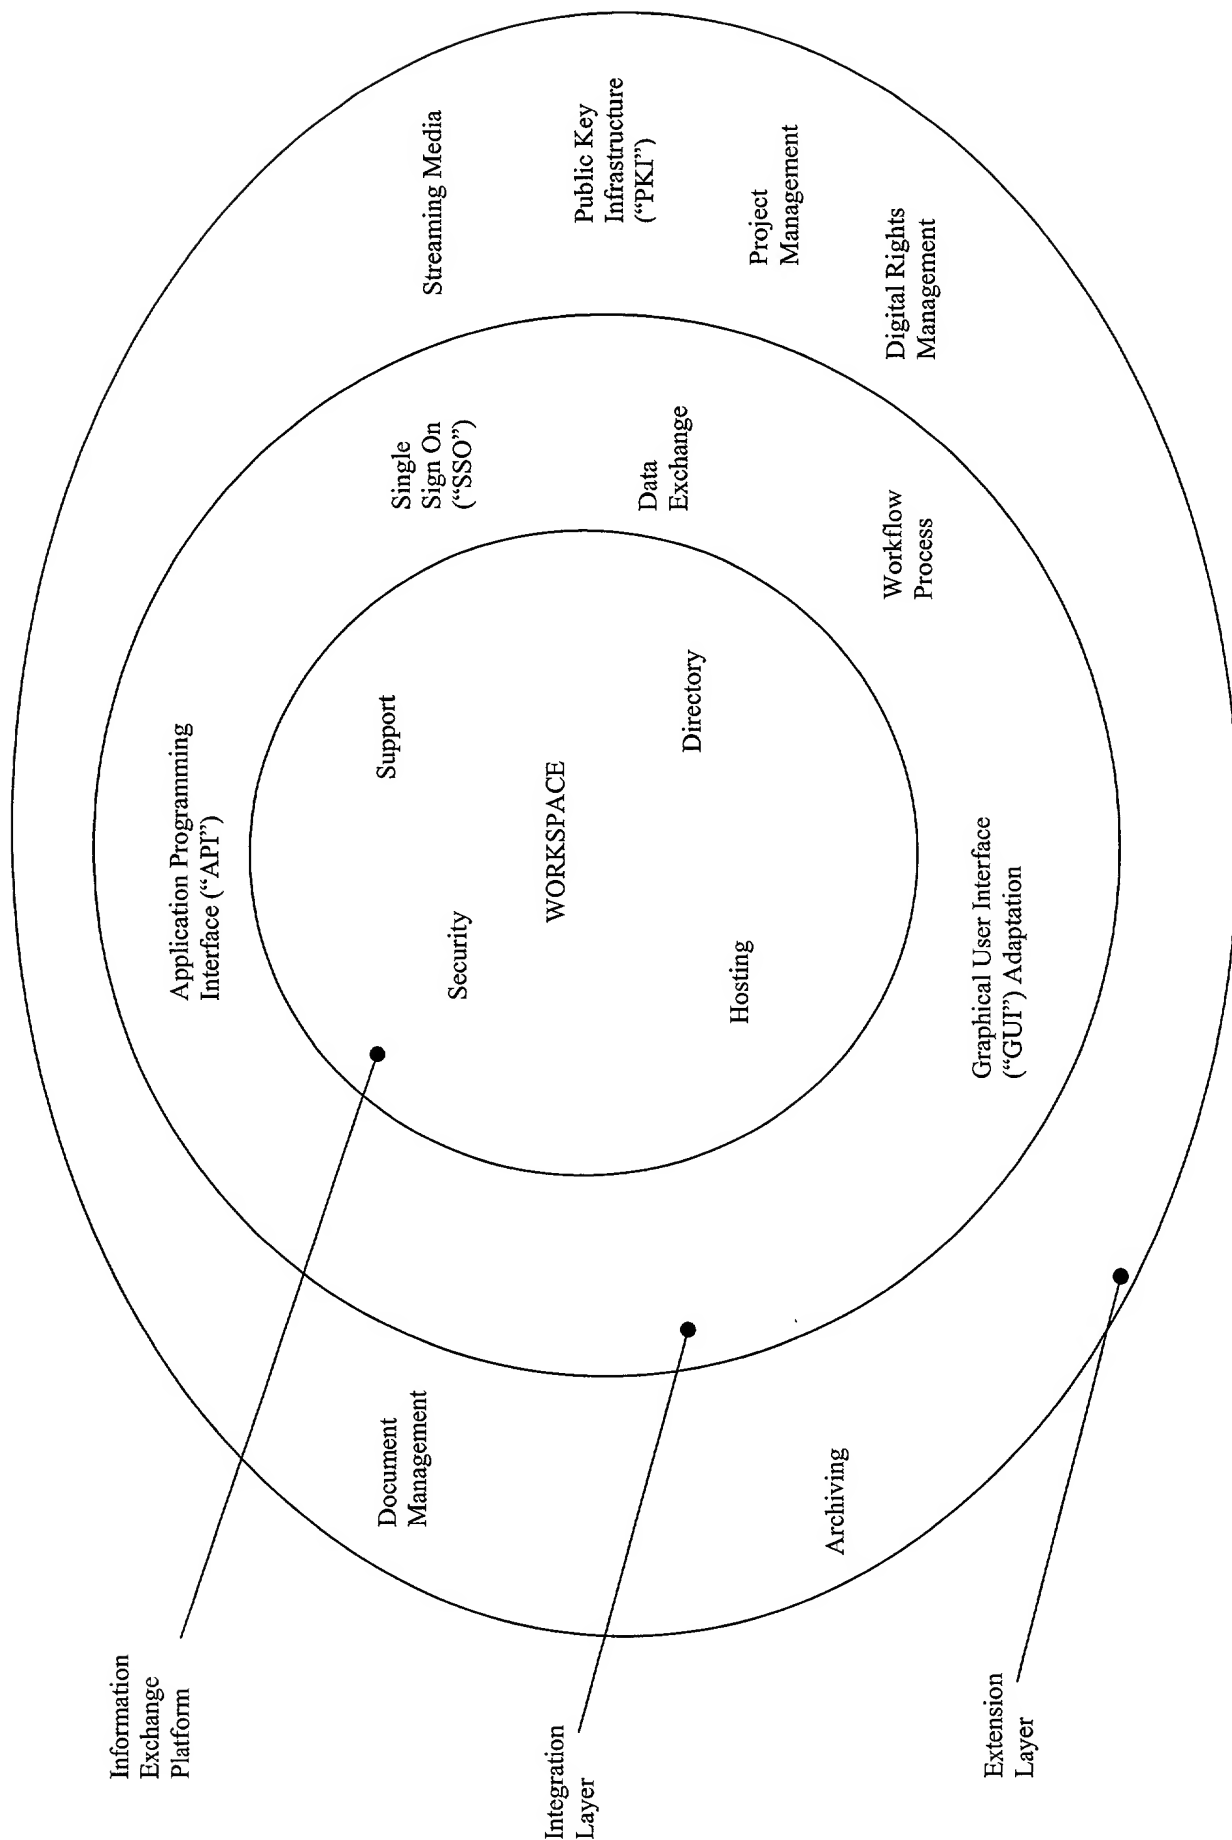 Information
Exchange
Platform
Integration
Layer
Extension
Layer
Document
Management
Archiving
Application Programming
Interface (“API”)
Security
Support
WORKSPACE
Hosting
Directory
Graphical User Interface
(“GUI”) Adaptation
Single
Sign On
(“SSO”)
Data
Exchange
Workflow
Process
Streaming Media
Public Key
Infrastructure
(“PKI”)
Project
Management
Digital Rights
Management